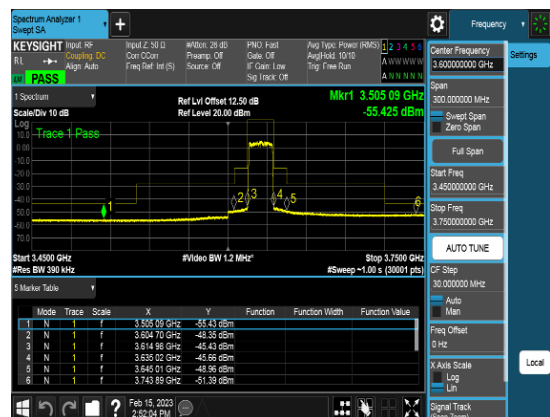 Spectrum Analyzer 1
Swept SA
+
Frequency
KEYSIGHT
Input: RF
Coupling: DC
Align: Auto
Input Z: 50 Ω
Corr CCorr
Freq Ref: Int (S)
#Atten: 26 dB
Preamp: Off
Source: Off
PNO: Fast
Gate: Off
IF Gain: Low
Sig Track: Off
Avg Type: Power (RMS)
Avg|Hold: 10/10
Trig: Free Run
1 2 3 4 5 6
A W W W W W
A N N N N N
PASS
1 Spectrum
Scale/Div 10 dB
Ref Lvl Offset 12.50 dB
Ref Level 20.00 dBm
Mkr1 3.505 09 GHz
-55.425 dBm
Log
Trace 1 Pass
10.0
0.00
-10.0
-20.0
-30.0
-40.0
-50.0
-60.0
-70.0
1
2
3
4
5
6
Start 3.4500 GHz
#Res BW 390 kHz
#Video BW 1.2 MHz*
Stop 3.7500 GHz
#Sweep ~1.00 s (30001 pts)
5 Marker Table
Mode Trace Scale X Y Function Function Width Function Value
1 N 1 f 3.505 09 GHz -55.43 dBm
2 N 1 f 3.604 70 GHz -48.35 dBm
3 N 1 f 3.614 96 GHz -45.43 dBm
4 N 1 f 3.635 02 GHz -45.66 dBm
5 N 1 f 3.645 01 GHz -48.96 dBm
6 N 1 f 3.743 89 GHz -51.39 dBm
Feb 15, 2023
2:52:04 PM
Center Frequency
3.600000000 GHz
Span
300.000000 MHz
Swept Span
Zero Span
Full Span
Start Freq
3.450000000 GHz
Stop Freq
3.750000000 GHz
AUTO TUNE
CF Step
30.000000 MHz
Auto
Man
Freq Offset
0 Hz
X Axis Scale
Log
Lin
Signal Track
Settings
Local